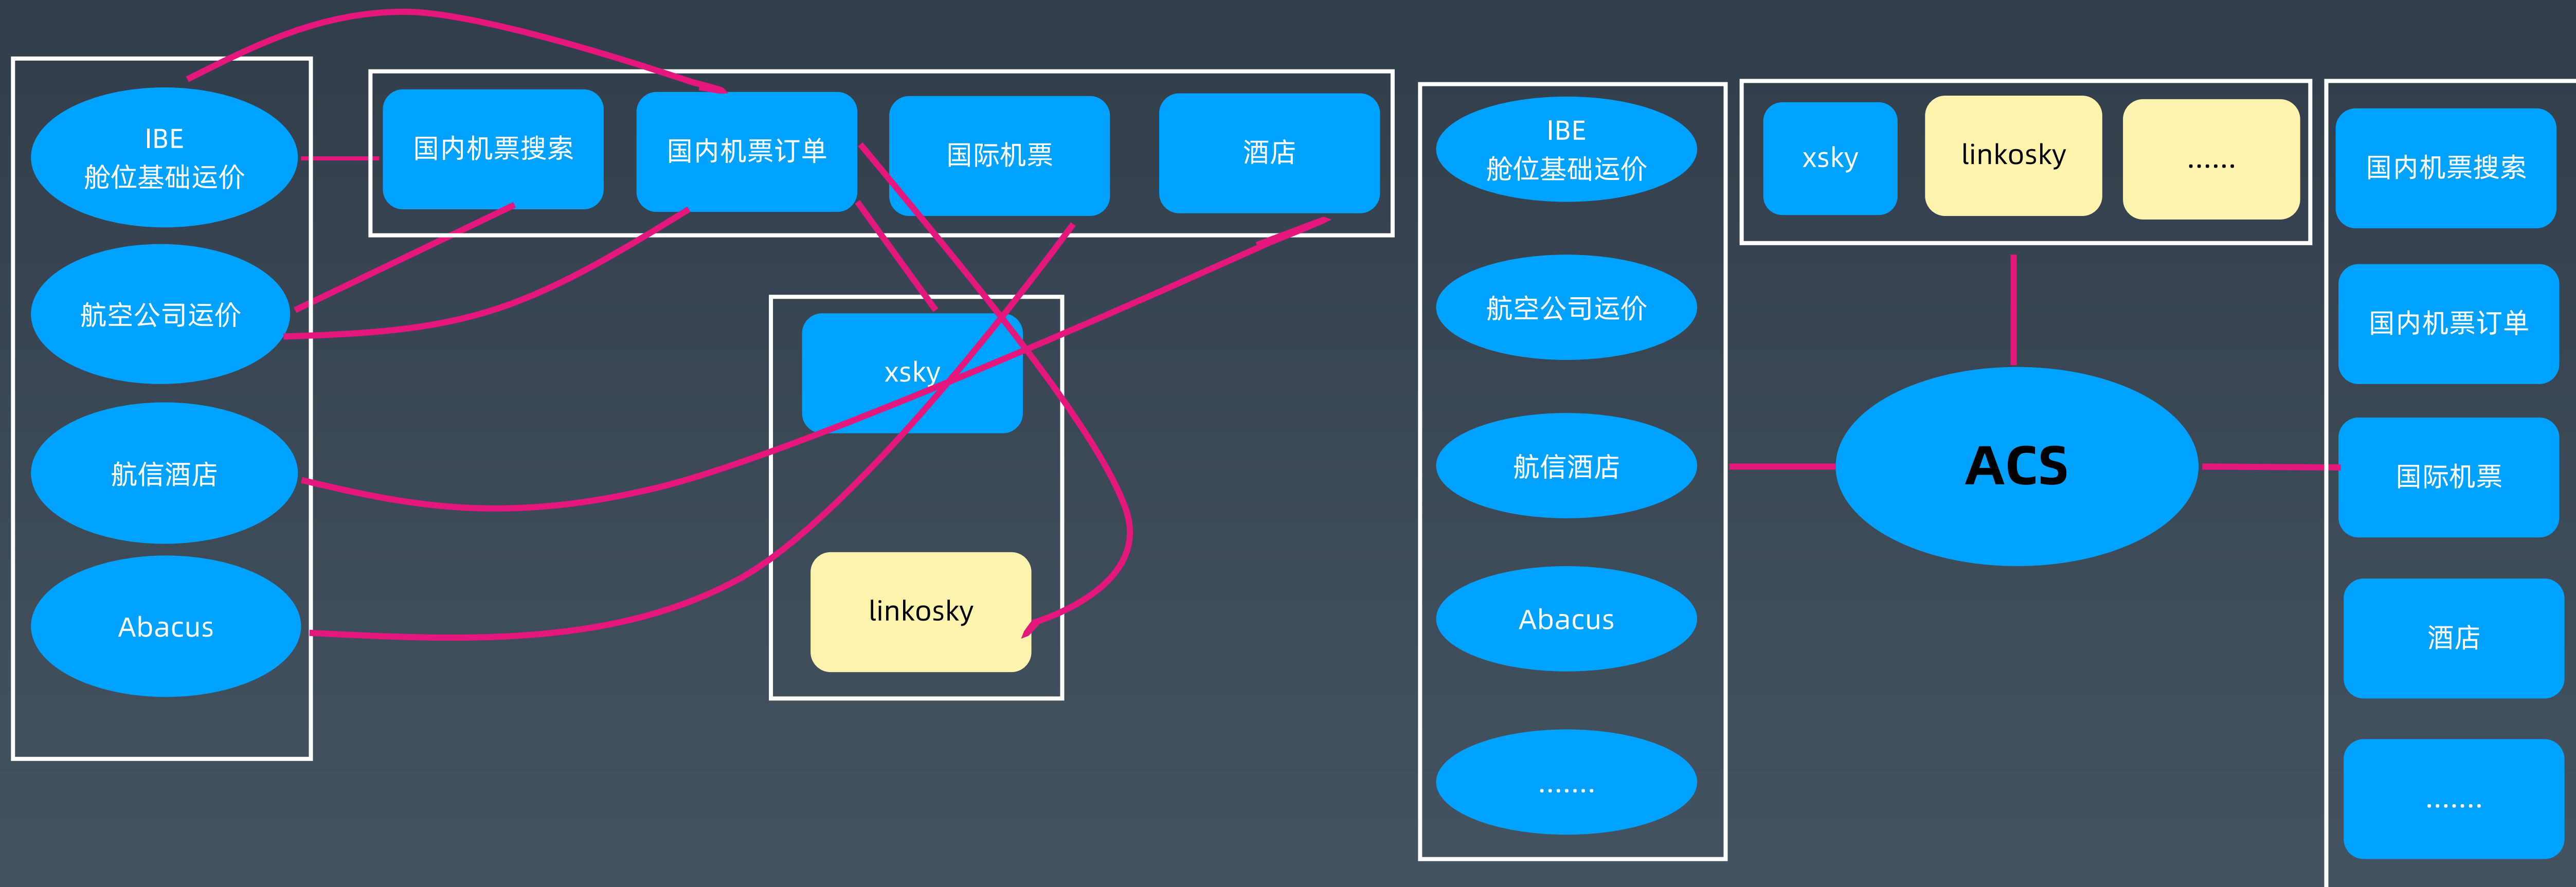 IBE
舱位基础运价
航空公司运价
航信酒店
Abacus
国内机票搜索
国内机票订单
国际机票
酒店
xsky
linkosky
IBE
舱位基础运价
航空公司运价
航信酒店
Abacus
.......
xsky
linkosky
......
ACS
国内机票搜索
国内机票订单
国际机票
酒店
.......